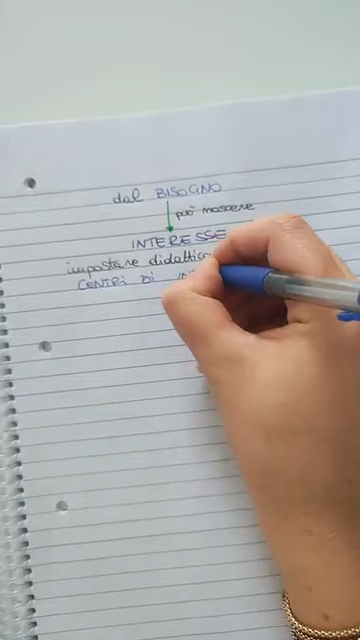 dal BISOGNO
può nascere
INTERESSE
impostare didattica
CENTRI DI